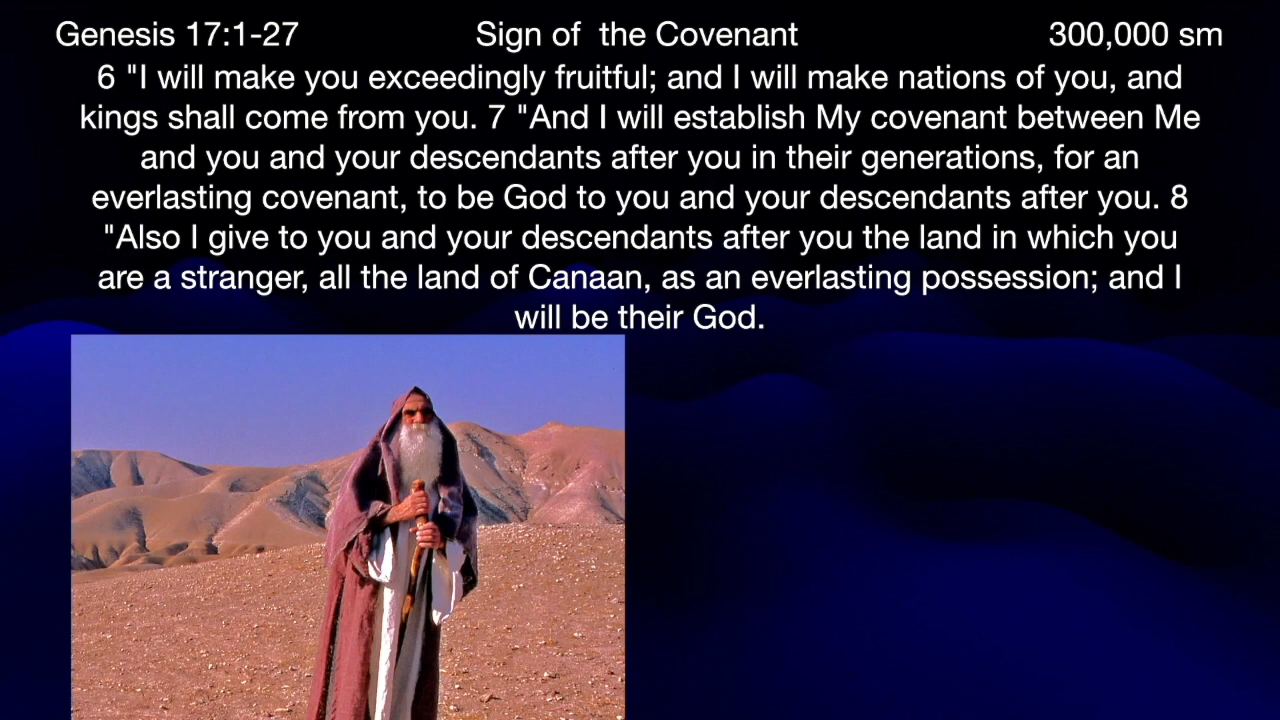 Genesis 17:1-27 Sign of  the Covenant 300,000 sm
6 "I will make you exceedingly fruitful; and I will make nations of you, and
kings shall come from you. 7 "And I will establish My covenant between Me
and you and your descendants after you in their generations, for an
everlasting covenant, to be God to you and your descendants after you. 8
"Also I give to you and your descendants after you the land in which you
are a stranger, all the land of Canaan, as an everlasting possession; and I
will be their God.